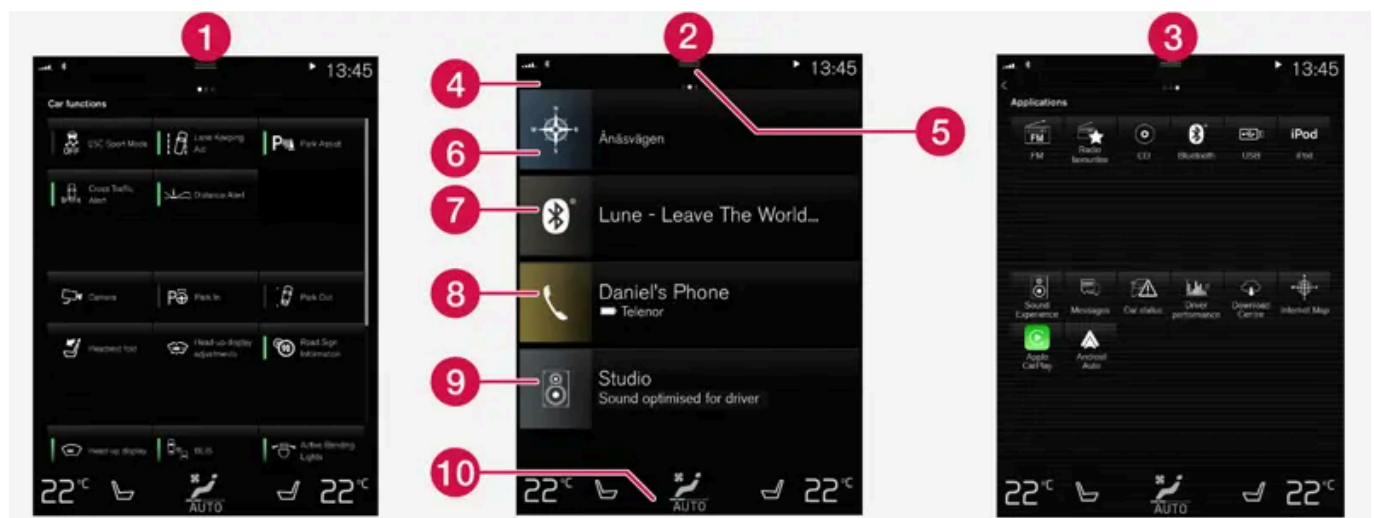 1
13:45
Car functions
ESC Sport Mode
OFF
Lane Keeping
Aid
Park Assist
Cross Traffic
Alert
Distance Alert
Camera
Park In
Park Out
Headrest fold
Head-up display
adjustments
Road Sign
Information
Head-up display
BLIS
Active Bending
Lights
22°C
AUTO
22°C
2
13:45
4
5
6
Änäsvägen
7
Lune - Leave The World...
8
Daniel's Phone
Telenor
9
Studio
Sound optimised for driver
10
22°C
AUTO
22°C
3
13:45
Applications
FM
FM
Radio
favourites
CD
Bluetooth
USB
iPod
iPod
Sound
Experience
Messages
Car status
Driver
performance
Download
Centre
Internet Map
Apple
CarPlay
Android
Auto
22°C
AUTO
22°C